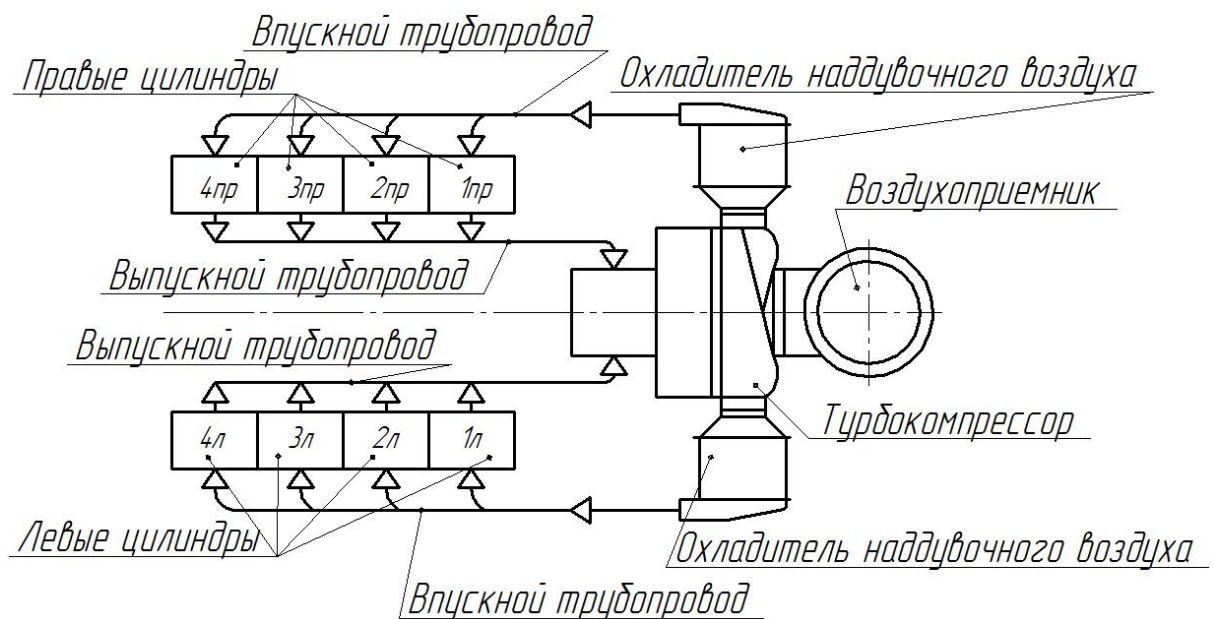 Впускной трубопровод
Правые цилиндры
Охладитель наддувочного воздуха
4пр
3пр
2пр
1пр
Воздухоприемник
Выпускной трубопровод
Выпускной трубопровод
4л
3л
2л
1л
Турбокомпрессор
Левые цилиндры
Охладитель наддувочного воздуха
Впускной трубопровод